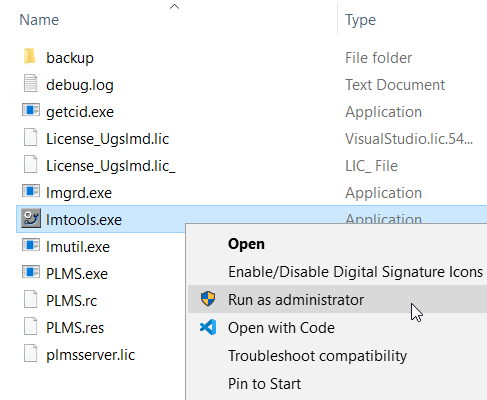 Name Type
backup File folder
debug.log Text Document
getcid.exe Application
License_Ugslmd.lic VisualStudio.lic.54...
License_Ugslmd.lic_ LIC_ File
lmgrd.exe Application
lmtools.exe Application
lmutil.exe
PLMS.exe
PLMS.rc
PLMS.res
plmsserver.lic
Open
Enable/Disable Digital Signature Icons
Run as administrator
Open with Code
Troubleshoot compatibility
Pin to Start